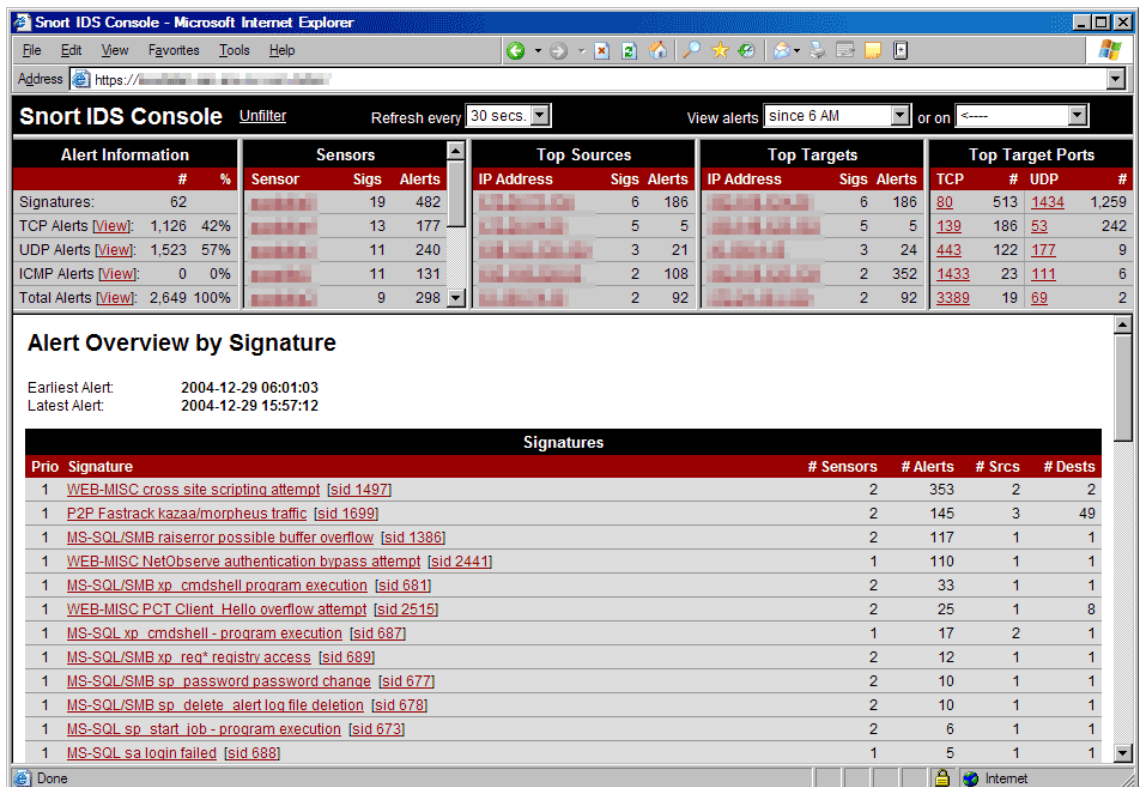 Snort IDS Console - Microsoft Internet Explorer
File Edit View Favorites Tools Help
Address https://
Snort IDS Console Unfilter Refresh every 30 secs. View alerts since 6 AM or on <----
Alert Information Sensors Top Sources Top Targets Top Target Ports
# % Sensor Sigs Alerts IP Address Sigs Alerts IP Address Sigs Alerts TCP # UDP #
Signatures: 62 19 482 6 186 6 186 80 513 1434 1,259
TCP Alerts [View]: 1,126 42% 13 177 5 5 5 5 139 186 53 242
UDP Alerts [View]: 1,523 57% 11 240 3 21 3 24 443 122 177 9
ICMP Alerts [View]: 0 0% 11 131 2 108 2 352 1433 23 111 6
Total Alerts [View]: 2,649 100% 9 298 2 92 2 92 3389 19 69 2
Alert Overview by Signature
Earliest Alert: 2004-12-29 06:01:03
Latest Alert: 2004-12-29 15:57:12
Signatures
Prio Signature # Sensors # Alerts # Srcs # Dests
1 WEB-MISC cross site scripting attempt [sid 1497] 2 353 2 2
1 P2P Fastrack kazaa/morpheus traffic [sid 1699] 2 145 3 49
1 MS-SQL/SMB raiserror possible buffer overflow [sid 1386] 2 117 1 1
1 WEB-MISC NetObserve authentication bypass attempt [sid 2441] 1 110 1 1
1 MS-SQL/SMB xp_cmdshell program execution [sid 681] 2 33 1 1
1 WEB-MISC PCT Client_Hello overflow attempt [sid 2515] 2 25 1 8
1 MS-SQL xp_cmdshell - program execution [sid 687] 1 17 2 1
1 MS-SQL/SMB xp_reg* registry access [sid 689] 2 12 1 1
1 MS-SQL/SMB sp_password password change [sid 677] 2 10 1 1
1 MS-SQL/SMB sp_delete_alert log file deletion [sid 678] 2 10 1 1
1 MS-SQL sp_start_job - program execution [sid 673] 2 6 1 1
1 MS-SQL sa login failed [sid 688] 1 5 1 1
Done Internet